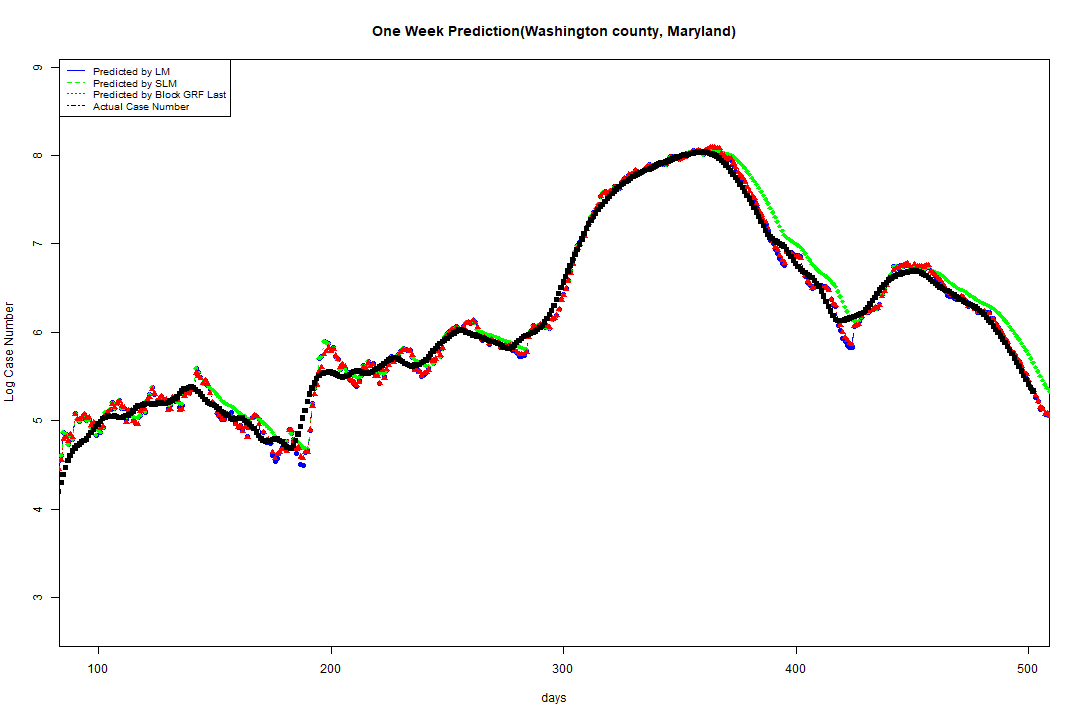 One Week Prediction(Washington county, Maryland)
Predicted by LM
Predicted by SLM
Predicted by Block GRF Last
Actual Case Number
9
8
7
6
5
4
3
Log Case Number
100 200 300 400 500
days